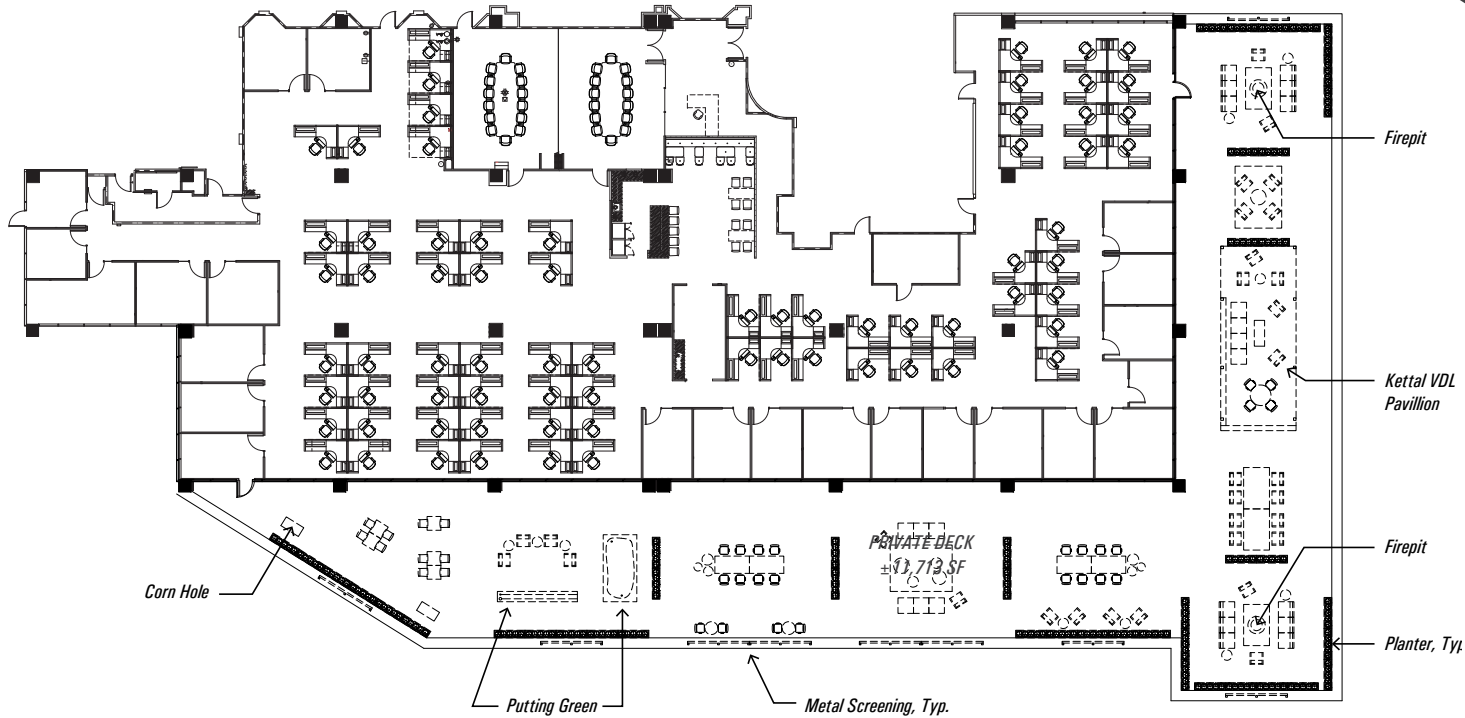 Firepit
Kettal VDL
Pavillion
PRIVATE DECK
±11,713 SF
Firepit
Corn Hole
Planter, Typ
Putting Green
Metal Screening, Typ.